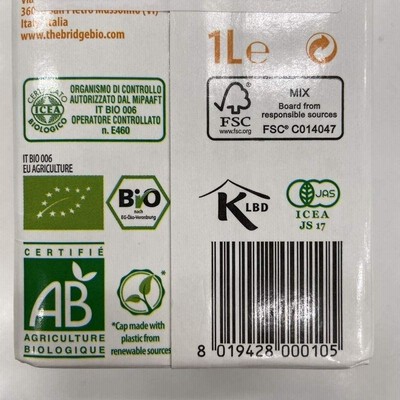 Via
360 San Pietro Mussolino (VI)
Italy Italia
www.thebridgebio.com
1L e
CERTIFICATO
ICEA
BIOLOGICO
ORGANISMO DI CONTROLLO
AUTORIZZATO DAL MiPAAFT
IT BIO 006
OPERATORE CONTROLLATO
n. E460
FSC
www.fsc.org
MIX
Board from
responsible sources
FSC® C014047
IT BIO 006
EU AGRICULTURE
BiO
nach
EG-Öko-Verordnung
K LBD
JAS
ICEA
JS 17
CERTIFIÉ
AB
AGRICULTURE
BIOLOGIQUE
*
*Cap made with
plastic from
renewable sources
8 019428 000105